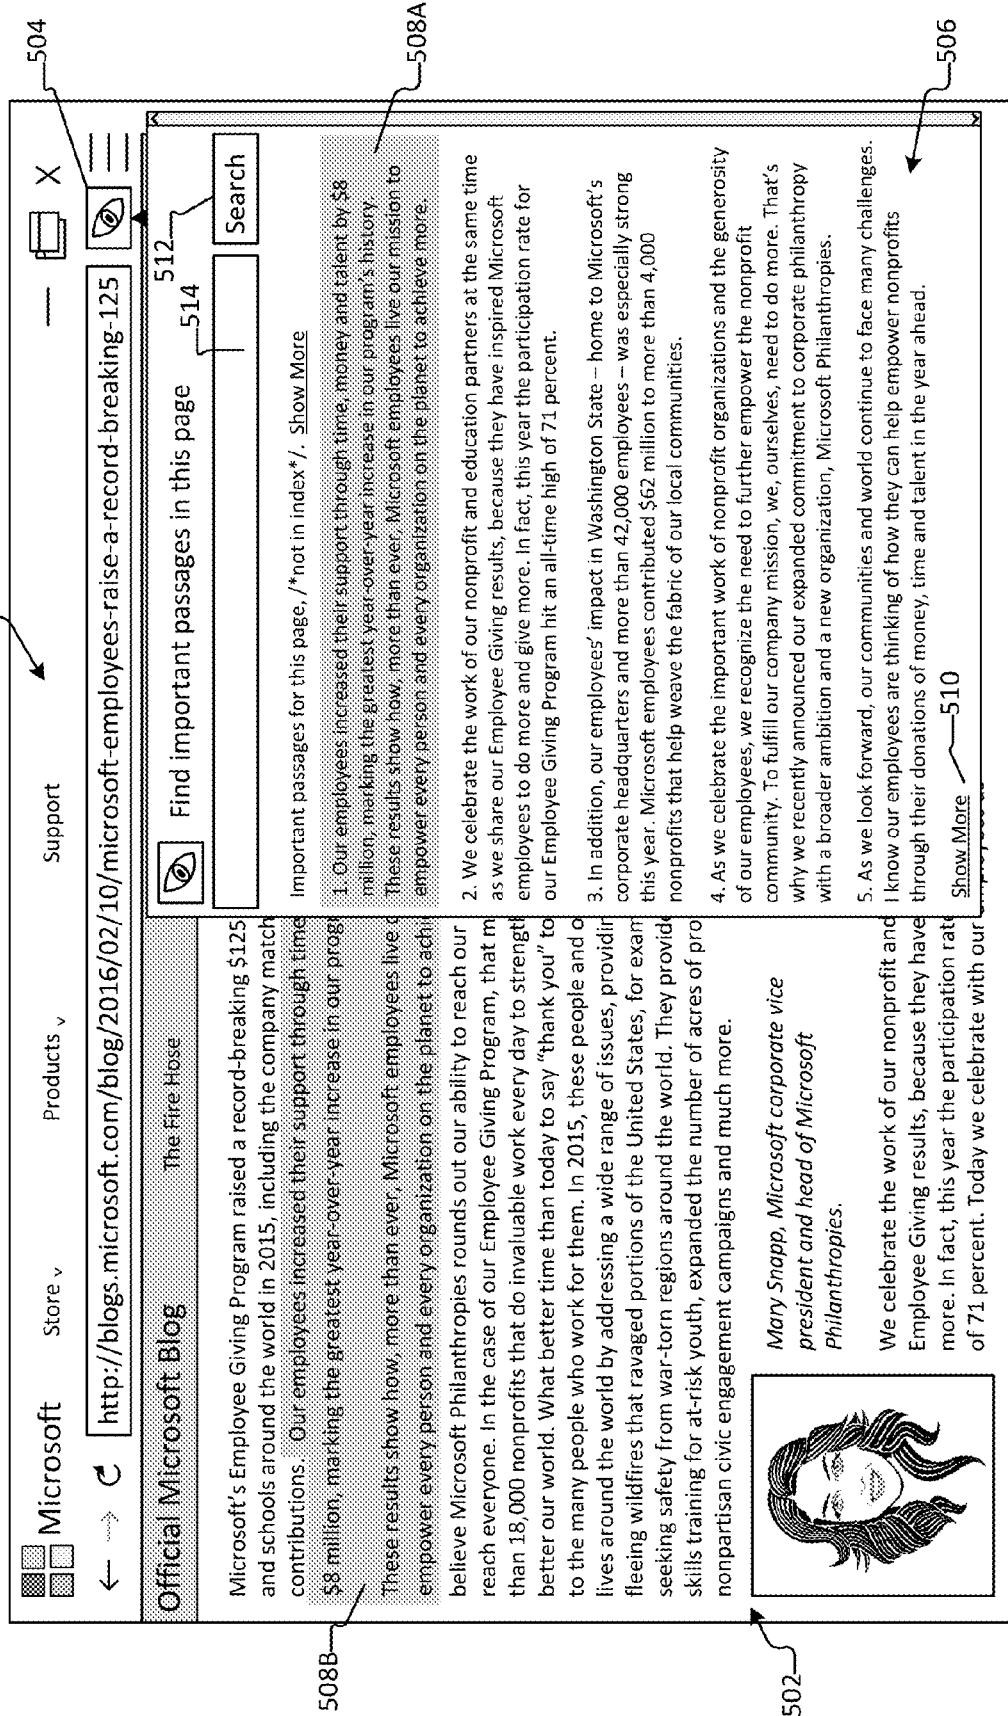 Microsoft
Store ˅
Products ˅
Support
— X
← → http://blogs.microsoft.com/blog/2016/02/10/microsoft-employees-raise-a-record-breaking-125
504
Official Microsoft Blog
The Fire Hose
Microsoft's Employee Giving Program raised a record-breaking $125
and schools around the world in 2015, including the company match
contributions. Our employees increased their support through time
$8 million, marking the greatest year-over-year increase in our progr
These results show how, more than ever, Microsoft employees live
empower every person and every organization on the planet to achi
believe Microsoft Philanthropies rounds out our ability to reach our
reach everyone. In the case of our Employee Giving Program, that m
than 18,000 nonprofits that do invaluable work every day to strength
better our world. What better time than today to say "thank you" to
to the many people who work for them. In 2015, these people and o
lives around the world by addressing a wide range of issues, providin
fleeing wildfires that ravaged portions of the United States, for exam
seeking safety from war-torn regions around the world. They provide
skills training for at-risk youth, expanded the number of acres of pro
nonpartisan civic engagement campaigns and much more.
Mary Snapp, Microsoft corporate vice
president and head of Microsoft
Philanthropies.
We celebrate the work of our nonprofit and
Employee Giving results, because they have
more. In fact, this year the participation rate
of 71 percent. Today we celebrate with our
508B
502
Find important passages in this page
512
514
Search
Important passages for this page, /*not in index*/. Show More
1. Our employees increased their support through time, money and talent by $8
million, marking the greatest year-over-year increase in our program's history
These results show how, more than ever, Microsoft employees live our mission to
empower every person and every organization on the planet to achieve more.
2. We celebrate the work of our nonprofit and education partners at the same time
as we share our Employee Giving results, because they have inspired Microsoft
employees to do more and give more. In fact, this year the participation rate for
our Employee Giving Program hit an all-time high of 71 percent.
3. In addition, our employees' impact in Washington State – home to Microsoft's
corporate headquarters and more than 42,000 employees – was especially strong
this year. Microsoft employees contributed $62 million to more than 4,000
nonprofits that help weave the fabric of our local communities.
4. As we celebrate the important work of nonprofit organizations and the generosity
of our employees, we recognize the need to further empower the nonprofit
community. To fulfill our company mission, we, ourselves, need to do more. That's
why we recently announced our expanded commitment to corporate philanthropy
with a broader ambition and a new organization, Microsoft Philanthropies.
5. As we look forward, our communities and world continue to face many challenges.
I know our employees are thinking of how they can help empower nonprofits
through their donations of money, time and talent in the year ahead.
Show More
510
508A
506